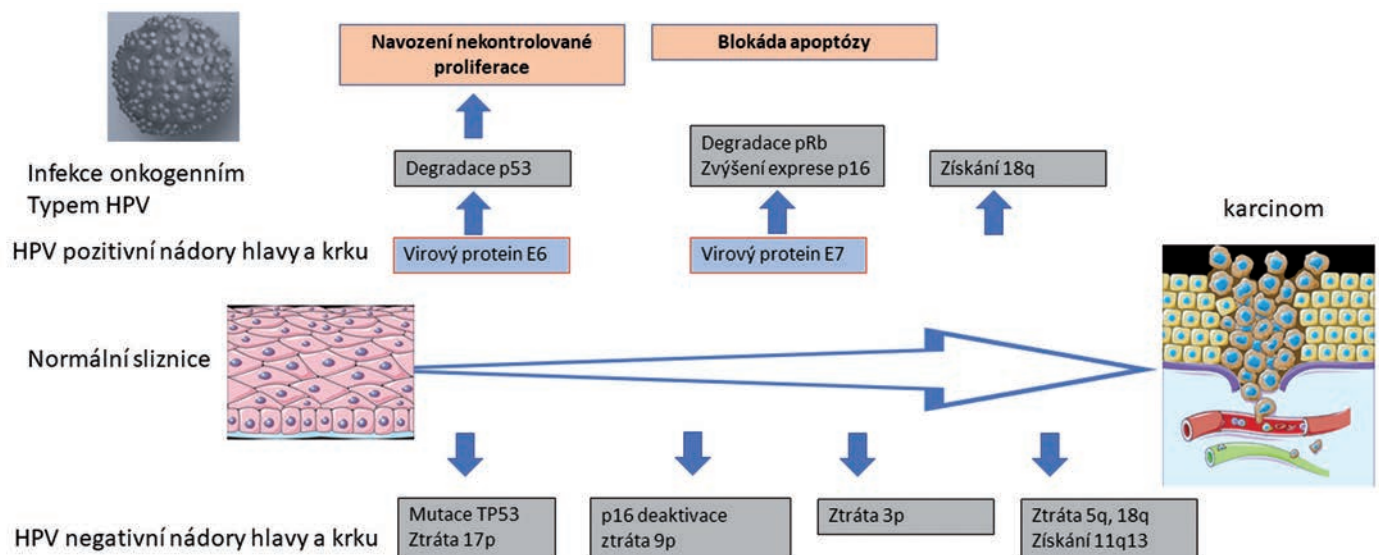 Navození nekontrolované
proliferace
Blokáda apoptózy
Infekce onkogenním
Typem HPV
Degradace p53
Degradace pRb
Zvýšení exprese p16
Získání 18q
karcinom
HPV pozitivní nádory hlavy a krku
Virový protein E6
Virový protein E7
Normální sliznice
HPV negativní nádory hlavy a krku
Mutace TP53
Ztráta 17p
p16 deaktivace
ztráta 9p
Ztráta 3p
Ztráta 5q, 18q
Získání 11q13